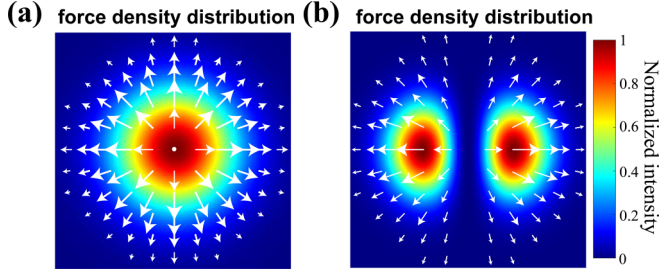 (a) force density distribution
(b) force density distribution
1
0.8
0.6
0.4
0.2
0
Normalized intensity